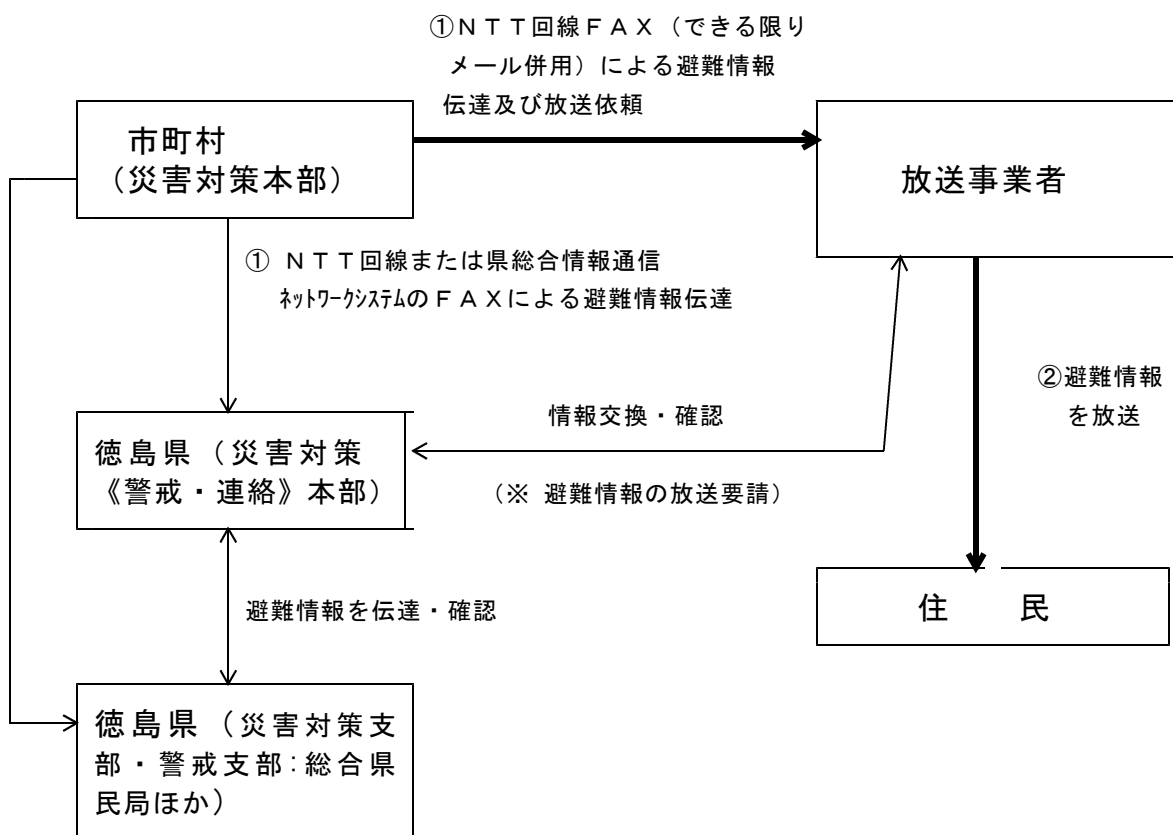 ①ＮＴＴ回線ＦＡＸ（できる限り
メール併用）による避難情報
伝達及び放送依頼
市町村
（災害対策本部）
放送事業者
① ＮＴＴ回線または県総合情報通信
ﾈｯﾄﾜｰｸｼｽﾃﾑのＦＡＸによる避難情報伝達
②避難情報
を放送
情報交換・確認
徳島県（災害対策
《警戒・連絡》本部）
（※ 避難情報の放送要請）
住　　民
避難情報を伝達・確認
徳島県（災害対策支
部・警戒支部：総合県
民局ほか）